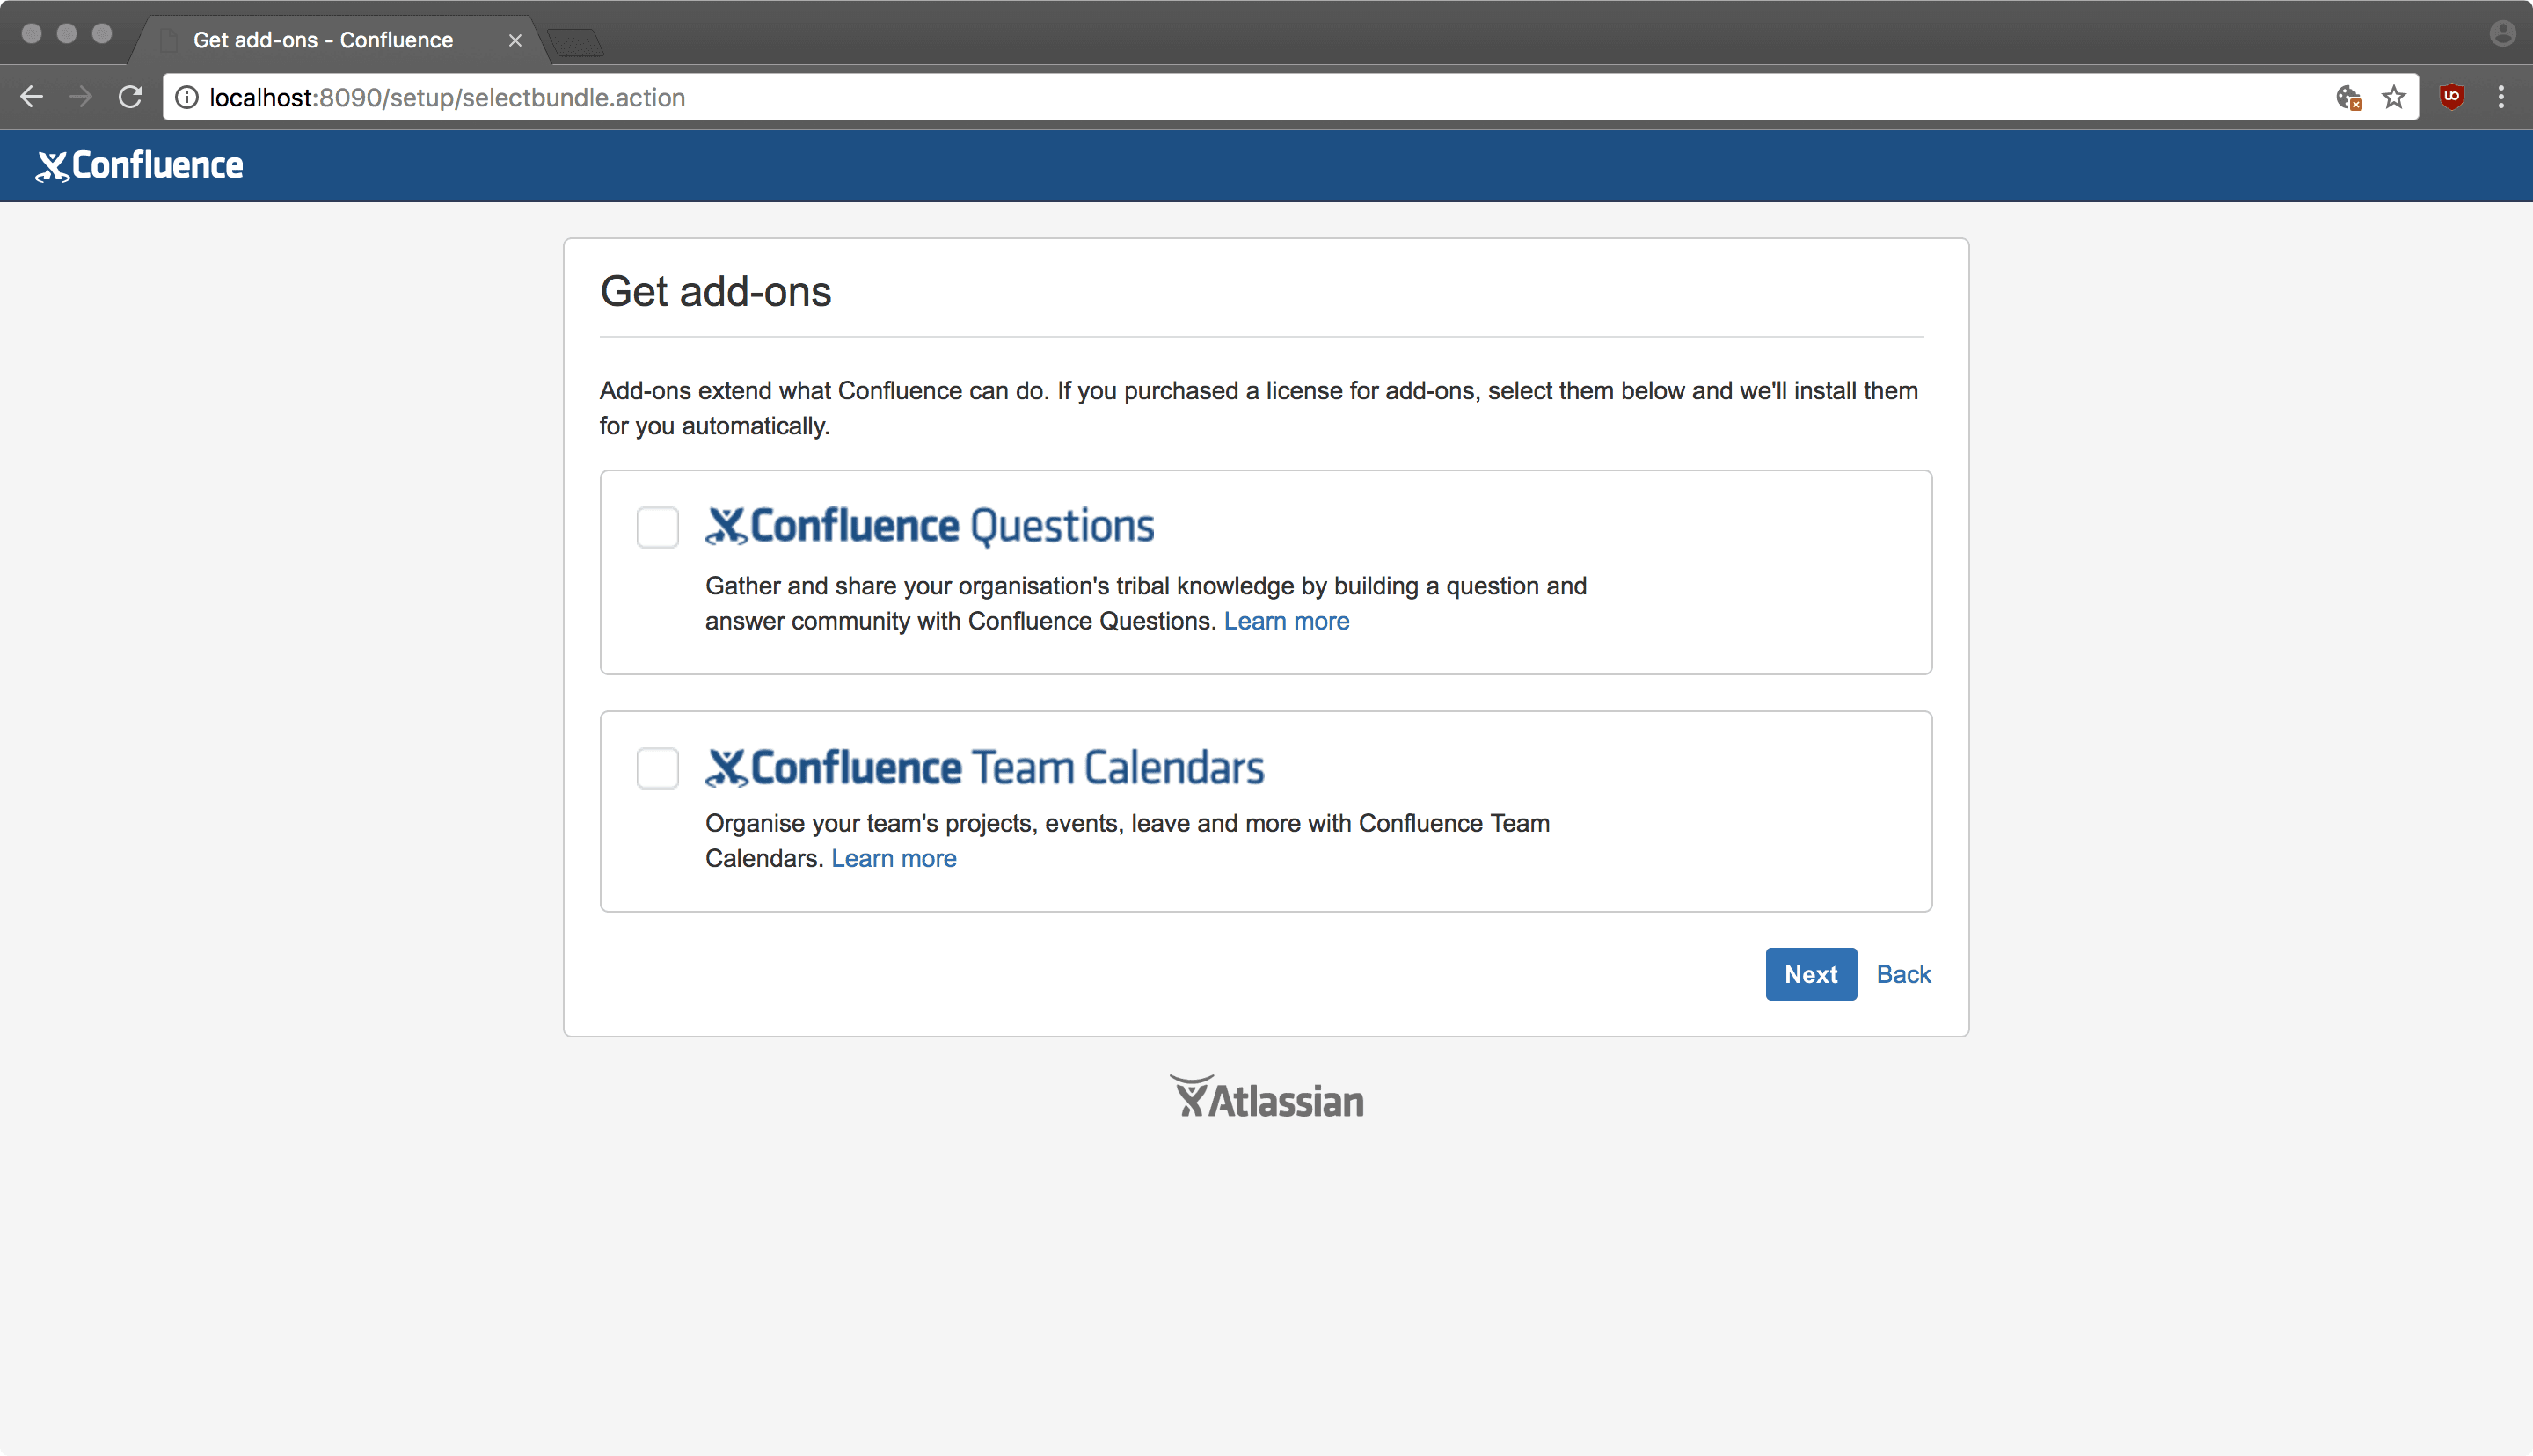 Get add-ons - Confluence
localhost:8090/setup/selectbundle.action
uo
Confluence
Get add-ons
Add-ons extend what Confluence can do. If you purchased a license for add-ons, select them below and we'll install them
for you automatically.
Confluence Questions
Gather and share your organisation's tribal knowledge by building a question and
answer community with Confluence Questions. Learn more
Confluence Team Calendars
Organise your team's projects, events, leave and more with Confluence Team
Calendars. Learn more
Next Back
Atlassian